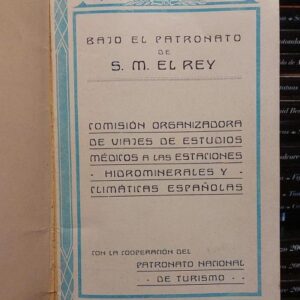 BAJO EL PATRONATO
DE
S. M. EL REY
COMISIÓN ORGANIZADORA
DE VIAJES DE ESTUDIOS
MÉDICOS A LAS ESTACIONES
· HIDROMINERALES Y ·
CLIMÁTICAS ESPAÑOLAS
CON LA COOPERACIÓN DEL
PATRONATO NACIONAL
· · DE TURISMO · ·